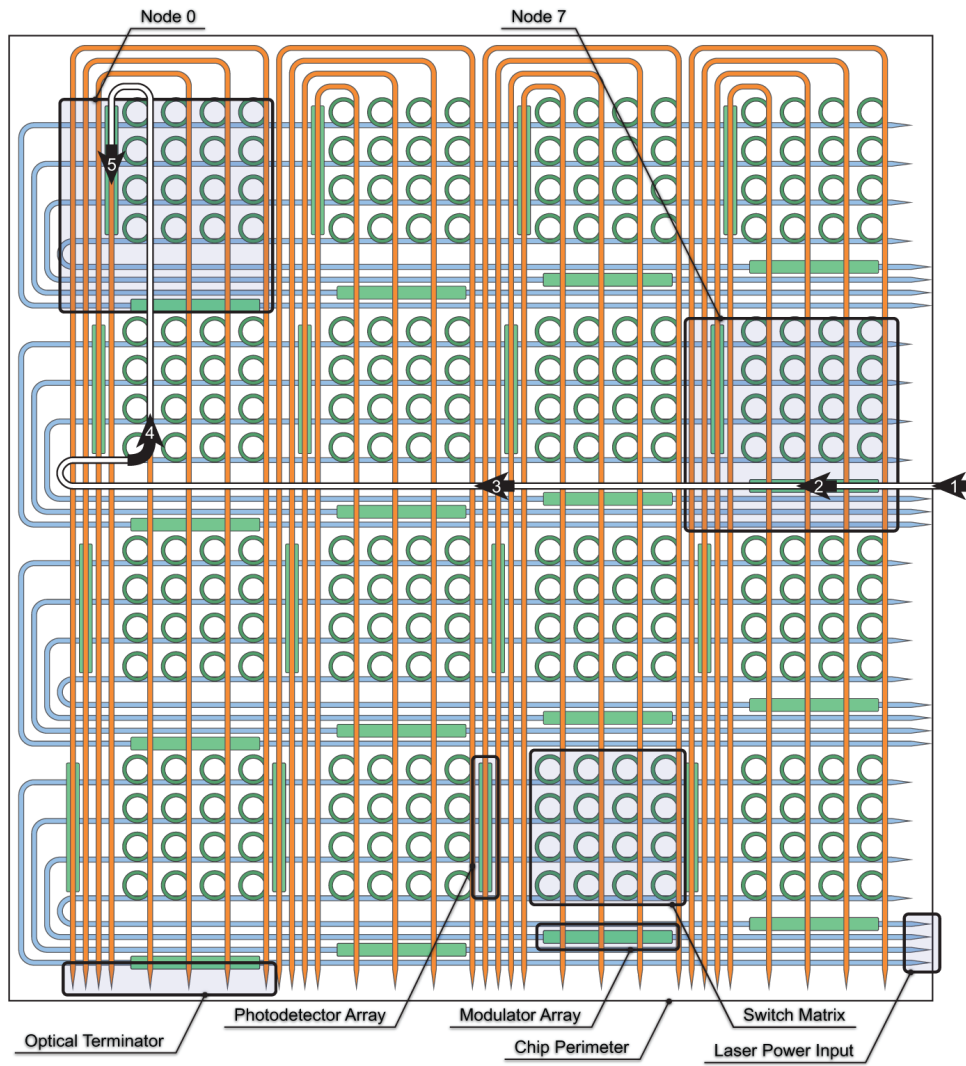 Node 0
Node 7
5
4
3
2
1
Photodetector Array
Modulator Array
Switch Matrix
Optical Terminator
Chip Perimeter
Laser Power Input